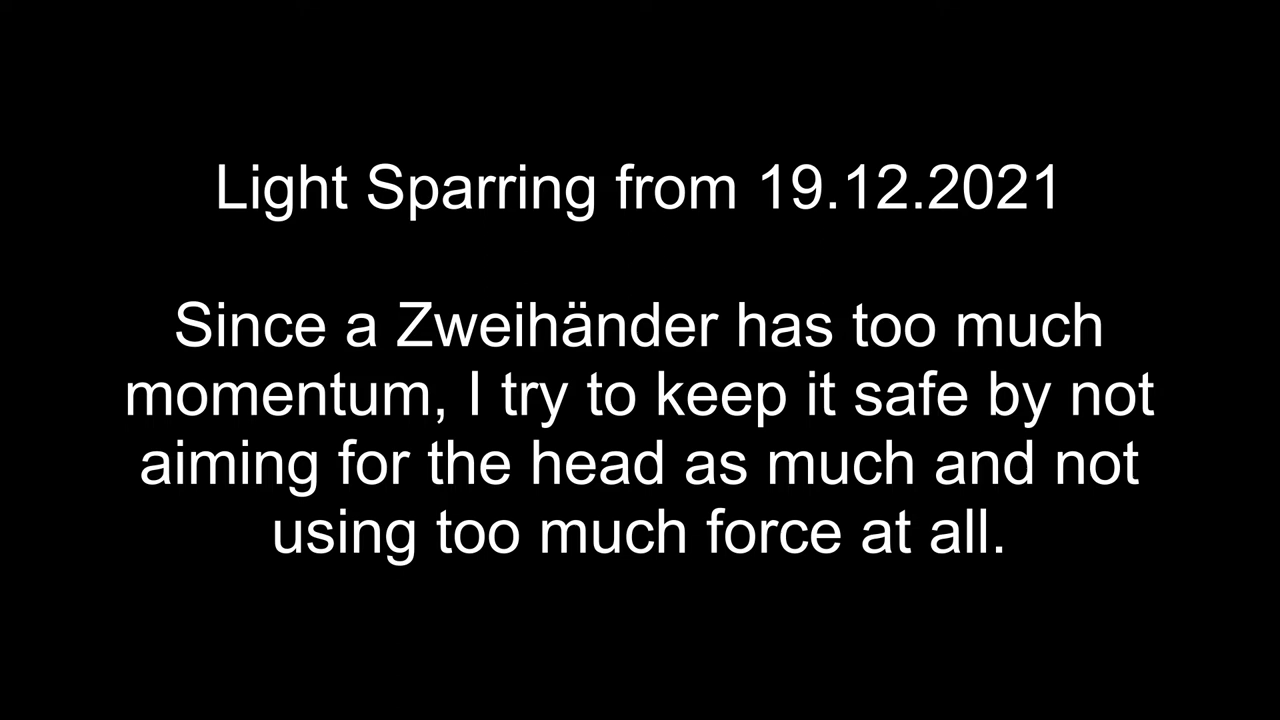 Light Sparring from 19.12.2021
Since a Zweihänder has too much
momentum, I try to keep it safe by not
aiming for the head as much and not
using too much force at all.